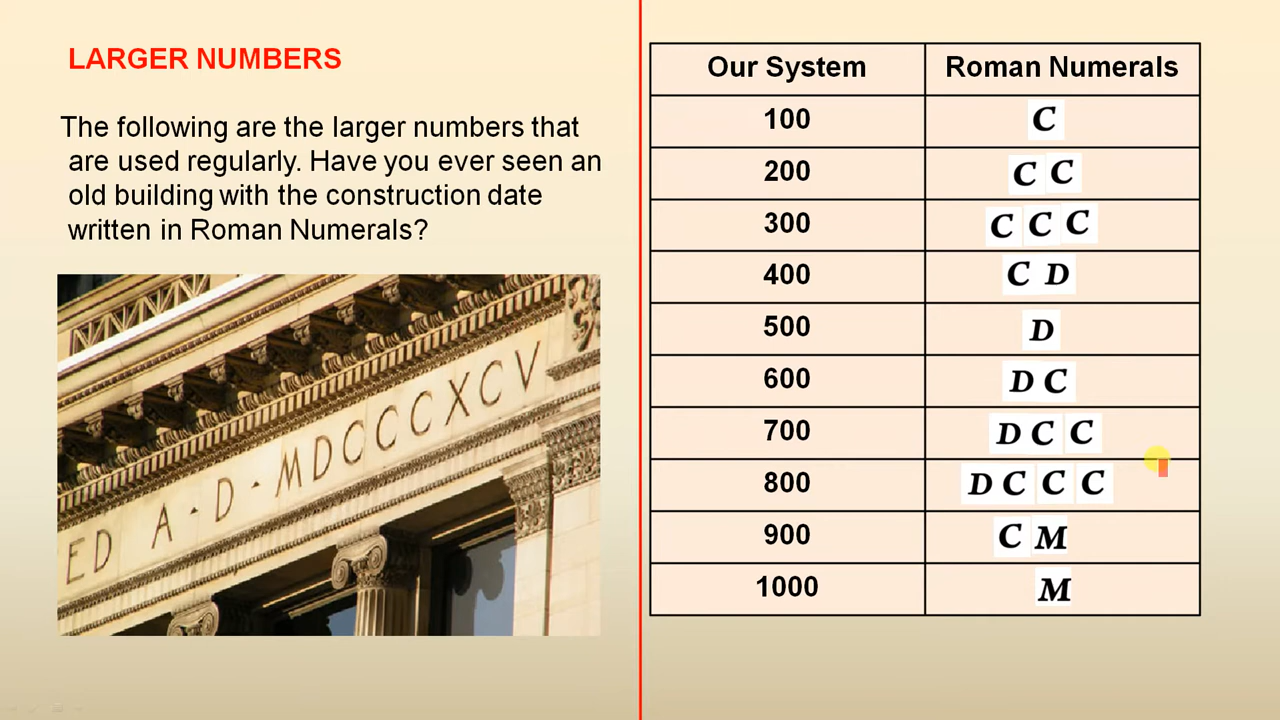 LARGER NUMBERS
The following are the larger numbers that
are used regularly. Have you ever seen an
old building with the construction date
written in Roman Numerals?
ED A · D · MDCCCXCV
Our System Roman Numerals
100 C
200 C C
300 C C C
400 C D
500 D
600 D C
700 D C C
800 D C C C
900 C M
1000 M